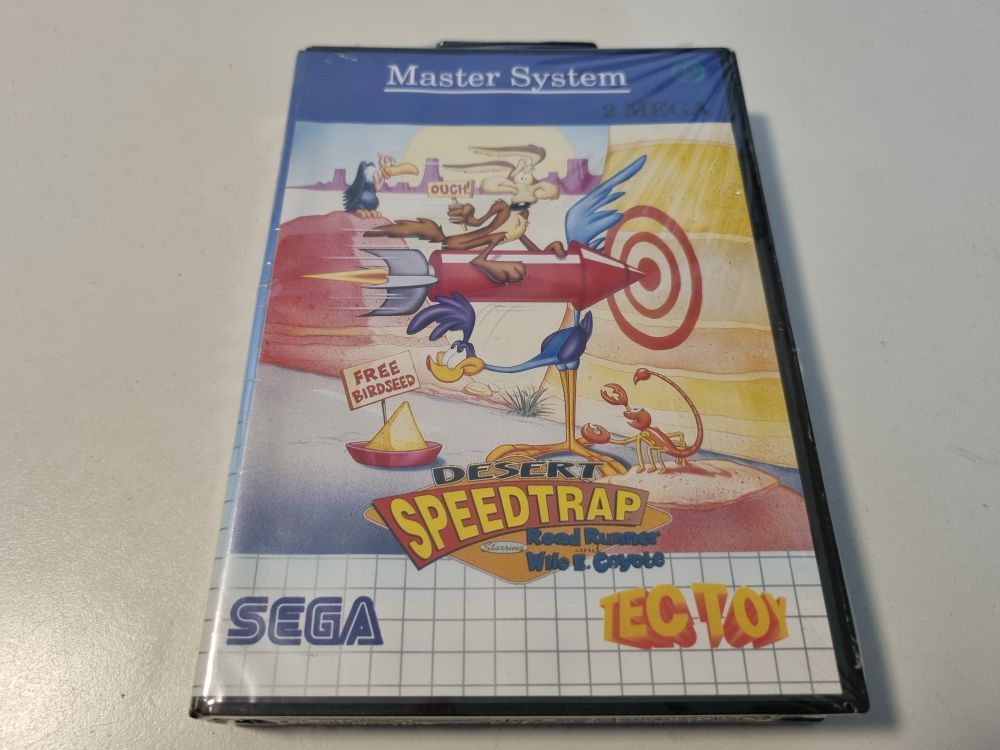 Master System
2 MEGA
OUCH!
FREE
BIRDSEED
DESERT
SPEEDTRAP
Starring Road Runner
and
Wile E. Coyote
SEGA
TEC TOY